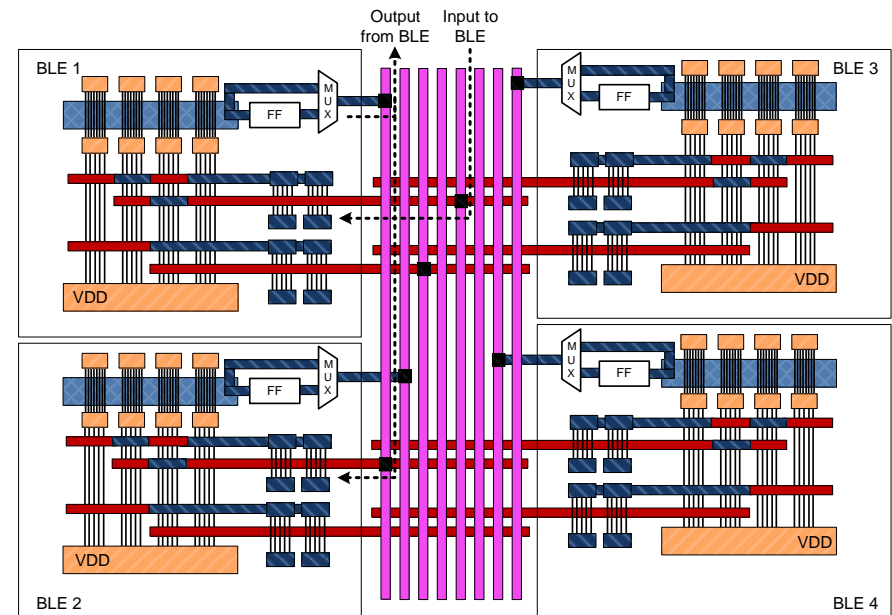 Output
from BLE
Input to
BLE
BLE 1
FF
M
U
X
VDD
BLE 3
M
U
X
FF
VDD
BLE 2
FF
M
U
X
VDD
BLE 4
M
U
X
FF
VDD